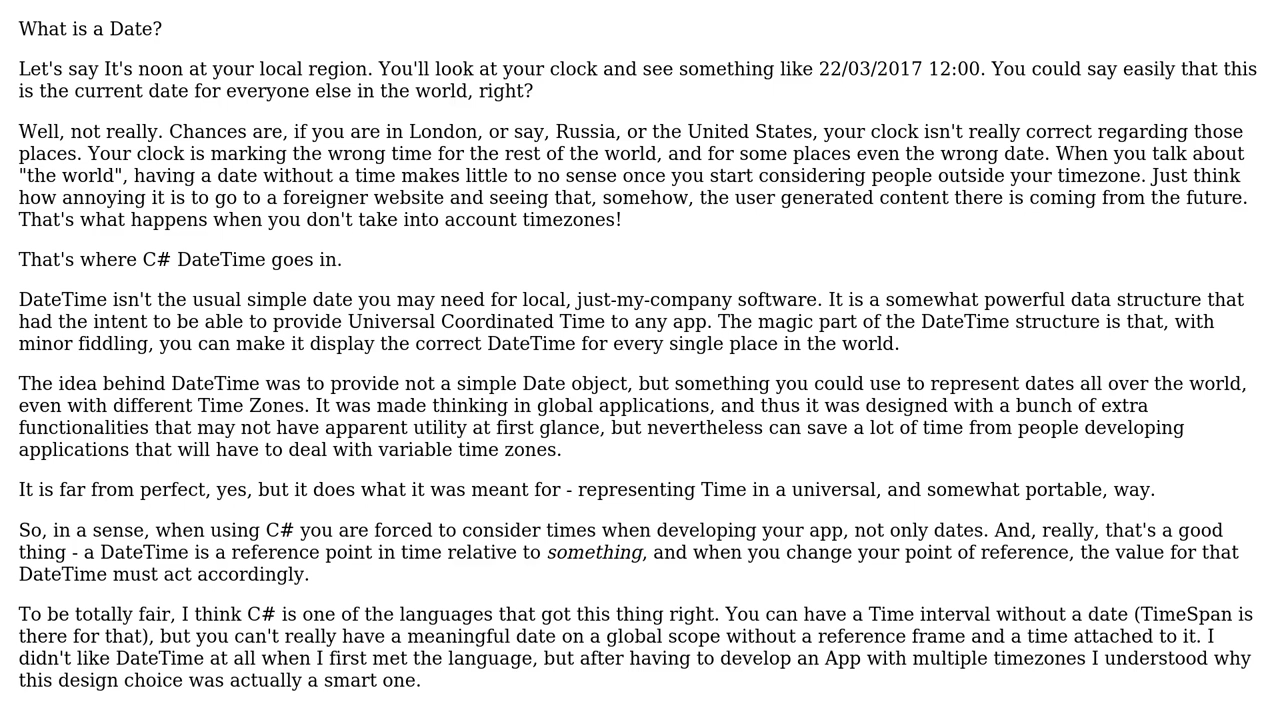 What is a Date?
Let's say It's noon at your local region. You'll look at your clock and see something like 22/03/2017 12:00. You could say easily that this
is the current date for everyone else in the world, right?
Well, not really. Chances are, if you are in London, or say, Russia, or the United States, your clock isn't really correct regarding those
places. Your clock is marking the wrong time for the rest of the world, and for some places even the wrong date. When you talk about
"the world", having a date without a time makes little to no sense once you start considering people outside your timezone. Just think
how annoying it is to go to a foreigner website and seeing that, somehow, the user generated content there is coming from the future.
That's what happens when you don't take into account timezones!
That's where C# DateTime goes in.
DateTime isn't the usual simple date you may need for local, just-my-company software. It is a somewhat powerful data structure that
had the intent to be able to provide Universal Coordinated Time to any app. The magic part of the DateTime structure is that, with
minor fiddling, you can make it display the correct DateTime for every single place in the world.
The idea behind DateTime was to provide not a simple Date object, but something you could use to represent dates all over the world,
even with different Time Zones. It was made thinking in global applications, and thus it was designed with a bunch of extra
functionalities that may not have apparent utility at first glance, but nevertheless can save a lot of time from people developing
applications that will have to deal with variable time zones.
It is far from perfect, yes, but it does what it was meant for - representing Time in a universal, and somewhat portable, way.
So, in a sense, when using C# you are forced to consider times when developing your app, not only dates. And, really, that's a good
thing - a DateTime is a reference point in time relative to something, and when you change your point of reference, the value for that
DateTime must act accordingly.
To be totally fair, I think C# is one of the languages that got this thing right. You can have a Time interval without a date (TimeSpan is
there for that), but you can't really have a meaningful date on a global scope without a reference frame and a time attached to it. I
didn't like DateTime at all when I first met the language, but after having to develop an App with multiple timezones I understood why
this design choice was actually a smart one.